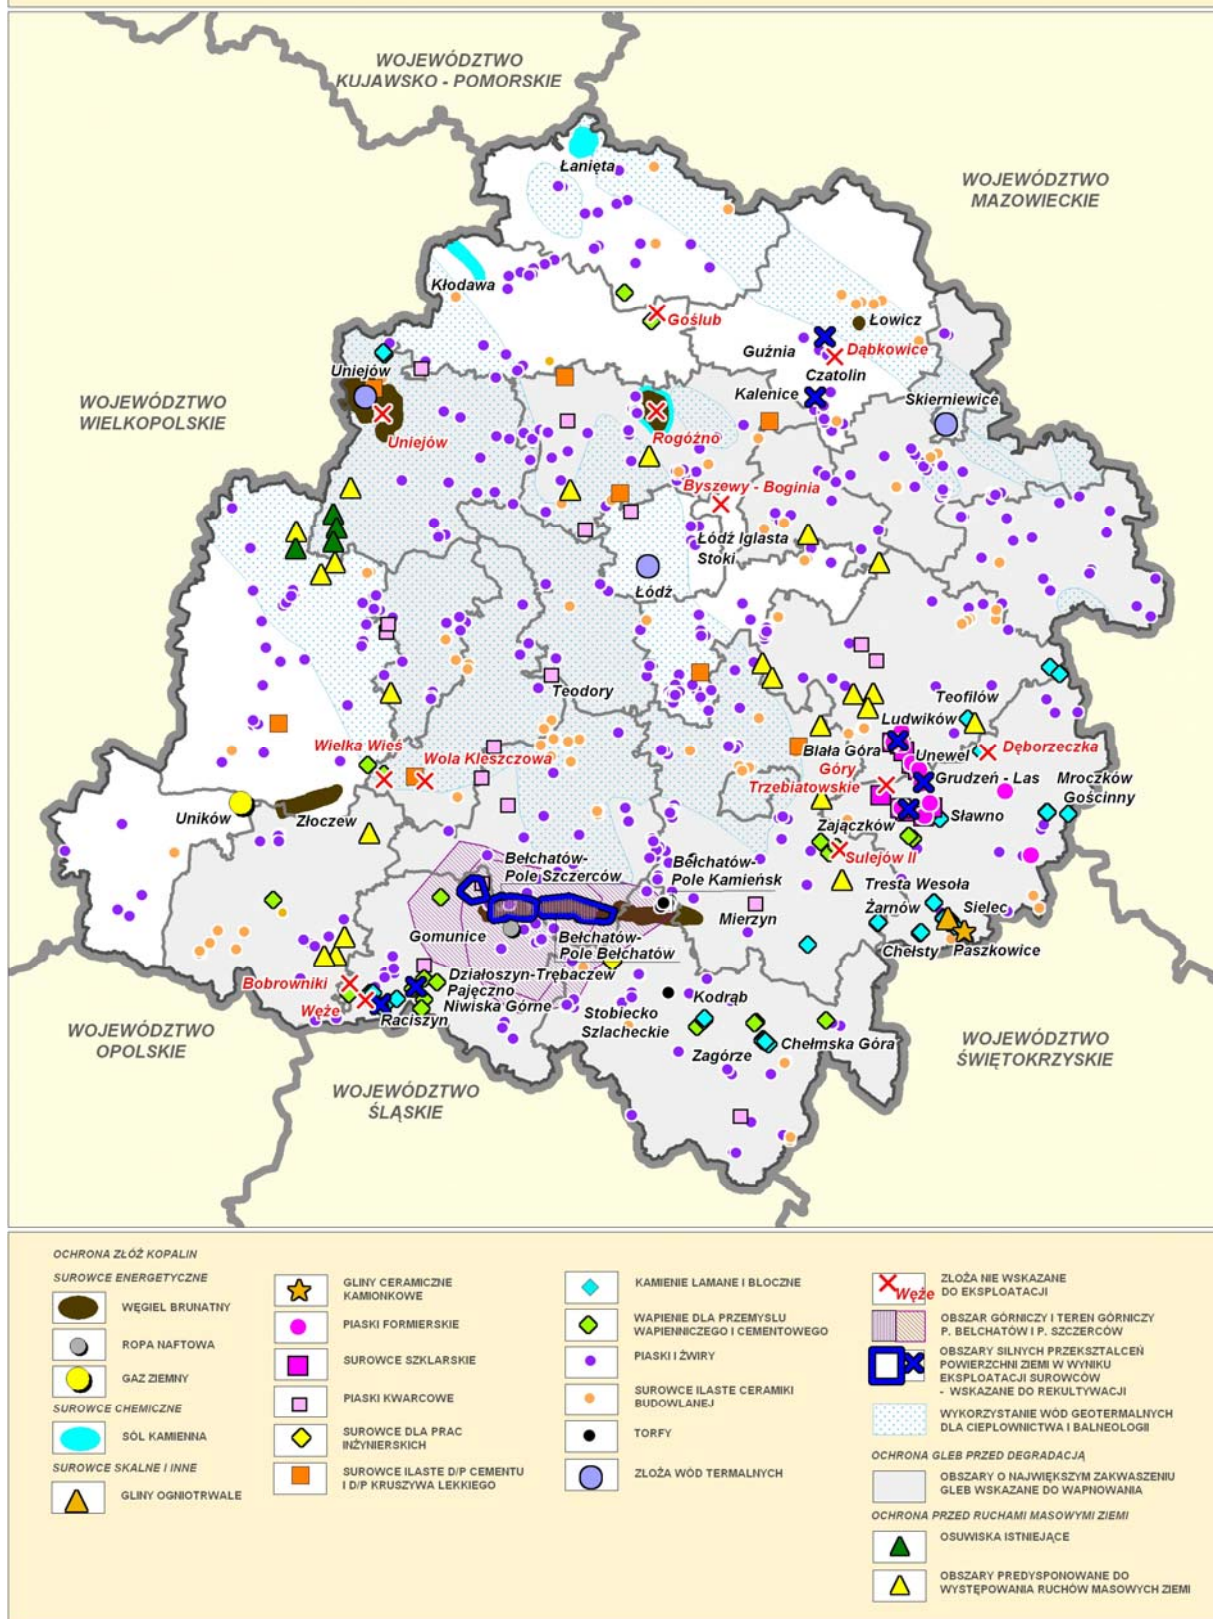 WOJEWÓDZTWO
KUJAWSKO - POMORSKIE
WOJEWÓDZTWO
MAZOWIECKIE
Łanięta
Kłodawa
Goślub
Łowicz
Guźnia
Dąbkowice
Czatolin
Uniejów
Kalenice
Skierniewice
WOJEWÓDZTWO
WIELKOPOLSKIE
Uniejów
Rogóźno
Byszewy - Boginia
Łódź Iglasta
Stoki
Łódź
Teodory
Teofilów
Ludwików
Wielka Wieś
Wola Kleszczowa
Biała Góra
Unewel
Dęborzeczka
Góry
Trzebiatowskie
Grudzeń - Las
Mroczków
Gościnny
Uników
Złoczew
Zajączków
Sławno
Sulejów II
Bełchatów-
Pole Szczerców
Bełchatów-
Pole Kamieńsk
Tresta Wesoła
Żarnów
Sielec
Mierzyn
Gomunice
Bełchatów-
Pole Bełchatów
Chełsty
Paszkowice
Bobrowniki
Działoszyn-Trębaczew
Pajęczno
Niwiska Górne
Węże
Raciszyn
Kodrąb
Stobiecko
Szlacheckie
Zagórze
Chełmska Góra
WOJEWÓDZTWO
OPOLSKIE
WOJEWÓDZTWO
ŚWIĘTOKRZYSKIE
WOJEWÓDZTWO
ŚLĄSKIE
OCHRONA ZŁÓŻ KOPALIN
SUROWCE ENERGETYCZNE
WĘGIEL BRUNATNY
ROPA NAFTOWA
GAZ ZIEMNY
SUROWCE CHEMICZNE
SÓL KAMIENNA
SUROWCE SKALNE I INNE
GLINY OGNIOTRWALE
GLINY CERAMICZNE
KAMIONKOWE
PIASKI FORMIERSKIE
SUROWCE SZKLARSKIE
PIASKI KWARCOWE
SUROWCE DLA PRAC
INŻYNIERSKICH
SUROWCE ILASTE D/P CEMENTU
I D/P KRUSZYWA LEKKIEGO
KAMIENIE LAMANE I BLOCZNE
WAPIENIE DLA PRZEMYSLU
WAPIENNICZEGO I CEMENTOWEGO
PIASKI I ŻWIRY
SUROWCE ILASTE CERAMIKI
BUDOWLANEJ
TORFY
ZLOŻA WÓD TERMALNYCH
Węże
ZLOŻA NIE WSKAZANE
DO EKSPLOATACJI
OBSZAR GÓRNICZY I TEREN GÓRNICZY
P. BELCHATÓW I P. SZCZERCÓW
OBSZARY SILNYCH PRZEKSZTALCEŃ
POWIERZCHNI ZIEMI W WYNIKU
EKSPLOATACJI SUROWCÓW
- WSKAZANE DO REKULTYWACJI
WYKORZYSTANIE WÓD GEOTERMALNYCH
DLA CIEPLOWNICTWA I BALNEOLOGII
OCHRONA GLEB PRZED DEGRADACJĄ
OBSZARY O NAJWIĘKSZYM ZAKWASZENIU
GLEB WSKAZANE DO WAPNOWANIA
OCHRONA PRZED RUCHAMI MASOWYMI ZIEMI
OSUWISKA ISTNIEJĄCE
OBSZARY PREDYSPONOWANE DO
WYSTĘPOWANIA RUCHÓW MASOWYCH ZIEMI